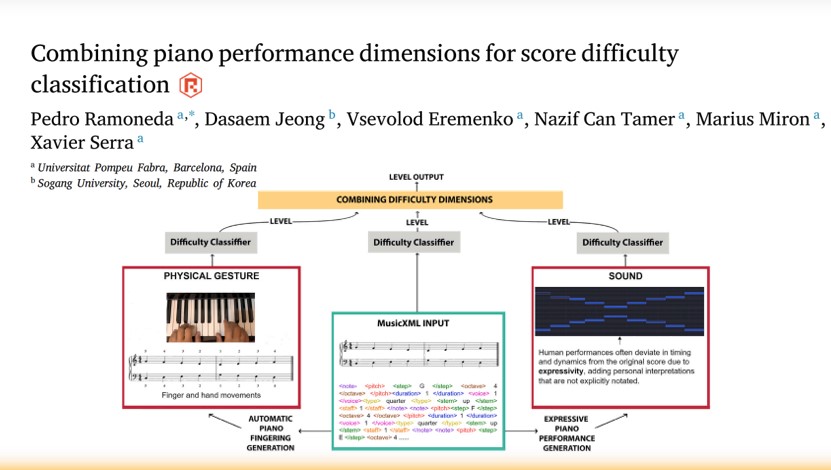 Combining piano performance dimensions for score difficulty
classification
Pedro Ramoneda a,*, Dasaem Jeong b, Vsevolod Eremenko a, Nazif Can Tamer a, Marius Miron a,
Xavier Serra a
a Universitat Pompeu Fabra, Barcelona, Spain
b Sogang University, Seoul, Republic of Korea
LEVEL OUTPUT
COMBINING DIFFICULTY DIMENSIONS
LEVEL
LEVEL
LEVEL
Difficulty Classiffier
Difficulty Classiffier
Difficulty Classiffier
PHYSICAL GESTURE
Finger and hand movements
MusicXML INPUT
<note> <pitch> <step> G </step> <octave> 4
</octave> </pitch><duration> 1 </duration> <voice> 1
</voice><type> quarter </type> <stem> up </stem>
<staff> 1 </staff> </note> <note> <pitch><step> F </step>
<octave> 4 </octave> </pitch> <duration> 1 </duration>
<voice> 1 </voice><type> quarter </type> <stem> up
</stem> <staff> 1 </staff> </note> <note> <pitch> <step>
E </step> <octave> 4 .....
SOUND
Human performances often deviate in timing
and dynamics from the original score due to
expressivity, adding personal interpretations
that are not explicitly notated.
AUTOMATIC
PIANO
FINGERING
GENERATION
EXPRESSIVE
PIANO
PERFORMANCE
GENERATION